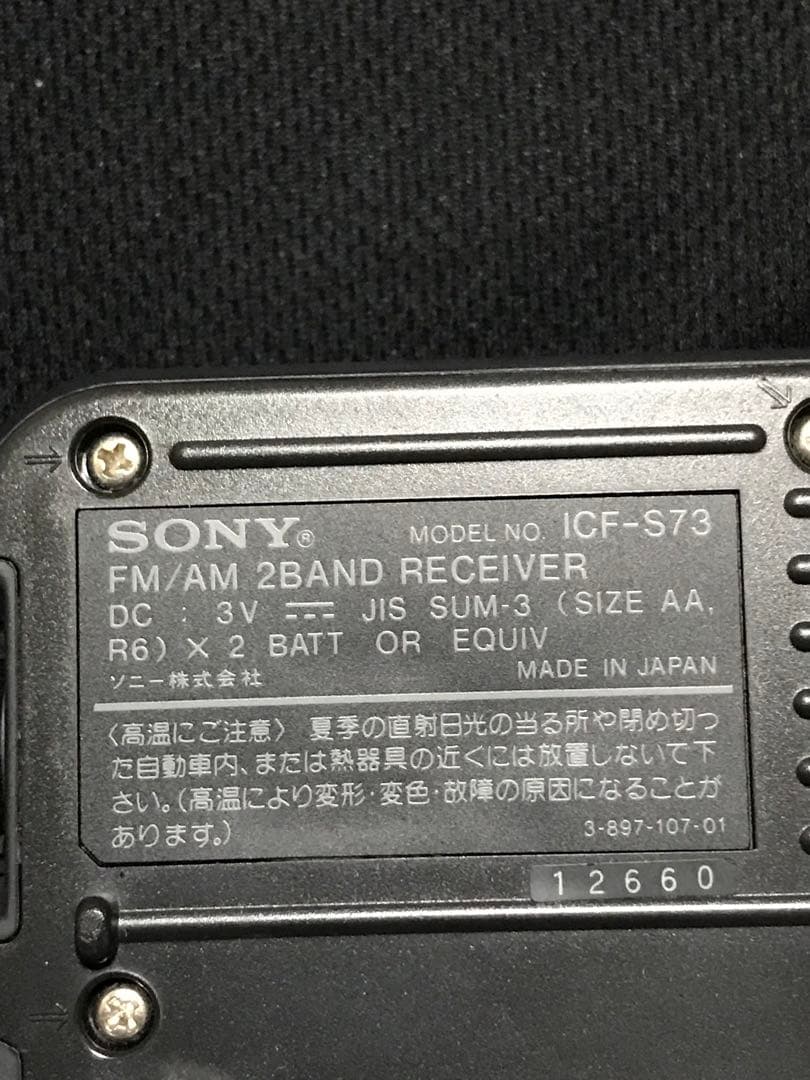 SONY® MODEL NO. ICF-S73
FM/AM 2BAND RECEIVER
DC : 3V ⎓ JIS SUM-3 (SIZE AA,
R6) × 2 BATT OR EQUIV
ソニー株式会社 MADE IN JAPAN
〈高温にご注意〉 夏季の直射日光の当る所や閉め切っ
た自動車内、または熱器具の近くには放置しないで下
さい。(高温により変形・変色・故障の原因になることが
あります。) 3-897-107-01
12660